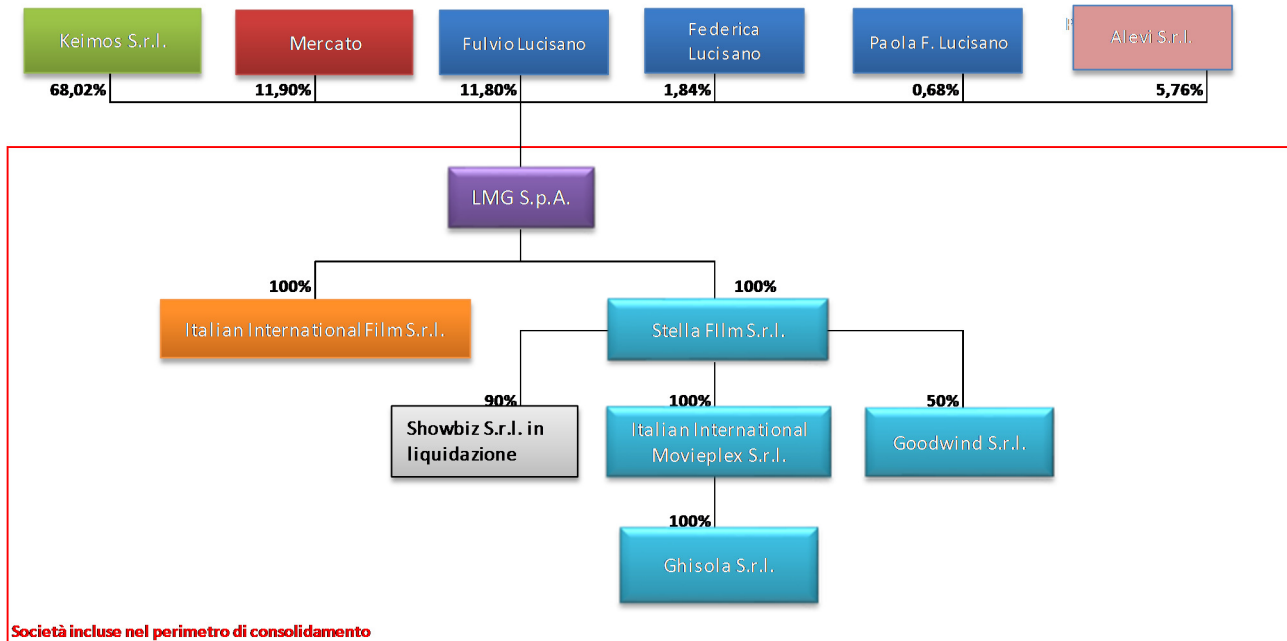 Keimos S.r.l.
Mercato
Fulvio Lucisano
Federica
Lucisano
Paola F. Lucisano
Alevi S.r.l.
68,02%
11,90%
11,80%
1,84%
0,68%
5,76%
LMG S.p.A.
100%
100%
Italian International Film S.r.l.
Stella FIlm S.r.l.
90%
100%
50%
Showbiz S.r.l. in
liquidazione
Italian International
Movieplex S.r.l.
Goodwind S.r.l.
100%
Ghisola S.r.l.
Società incluse nel perimetro di consolidamento